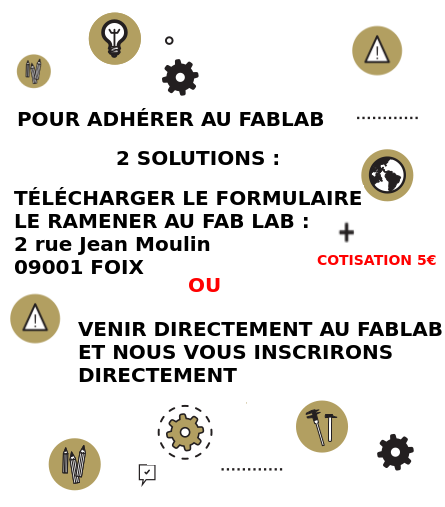 POUR ADHÉRER AU FABLAB
2 SOLUTIONS :
TÉLÉCHARGER LE FORMULAIRE
LE RAMENER AU FAB LAB :
2 rue Jean Moulin
09001 FOIX
+
COTISATION 5€
OU
VENIR DIRECTEMENT AU FABLAB
ET NOUS VOUS INSCRIRONS
DIRECTEMENT